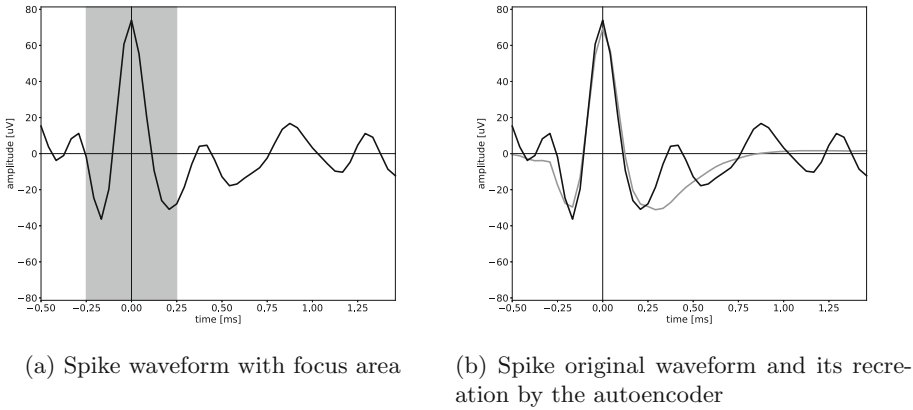 80
60
40
20
0
−20
−40
−60
−80
amplitude [uV]
−0.50 −0.25 0.00 0.25 0.50 0.75 1.00 1.25
time [ms]
(a) Spike waveform with focus area
80
60
40
20
0
−20
−40
−60
−80
amplitude [uV]
−0.50 −0.25 0.00 0.25 0.50 0.75 1.00 1.25
time [ms]
(b) Spike original waveform and its recre-
ation by the autoencoder